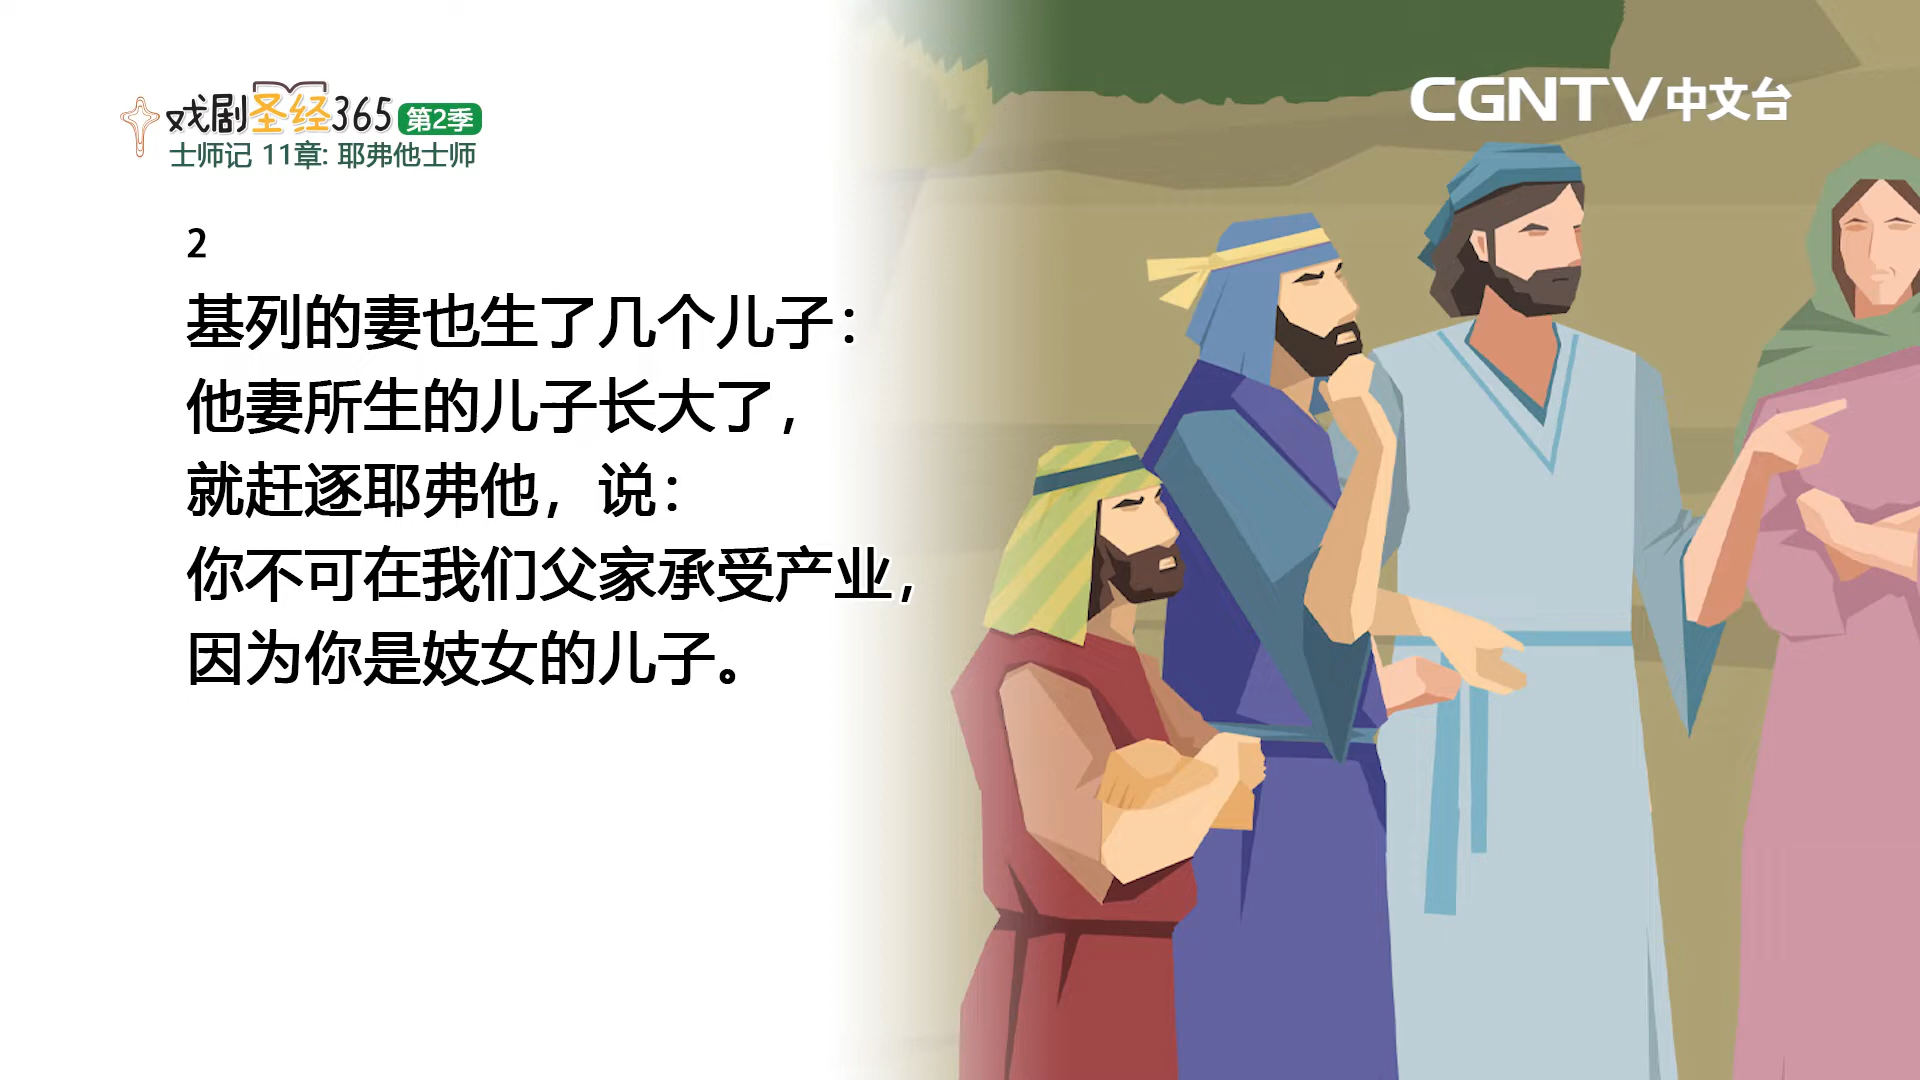 戏剧圣经365 第2季
CGNTV中文台
士师记 11章: 耶弗他士师
2
基列的妻也生了几个儿子：
他妻所生的儿子长大了，
就赶逐耶弗他，说：
你不可在我们父家承受产业，
因为你是妓女的儿子。